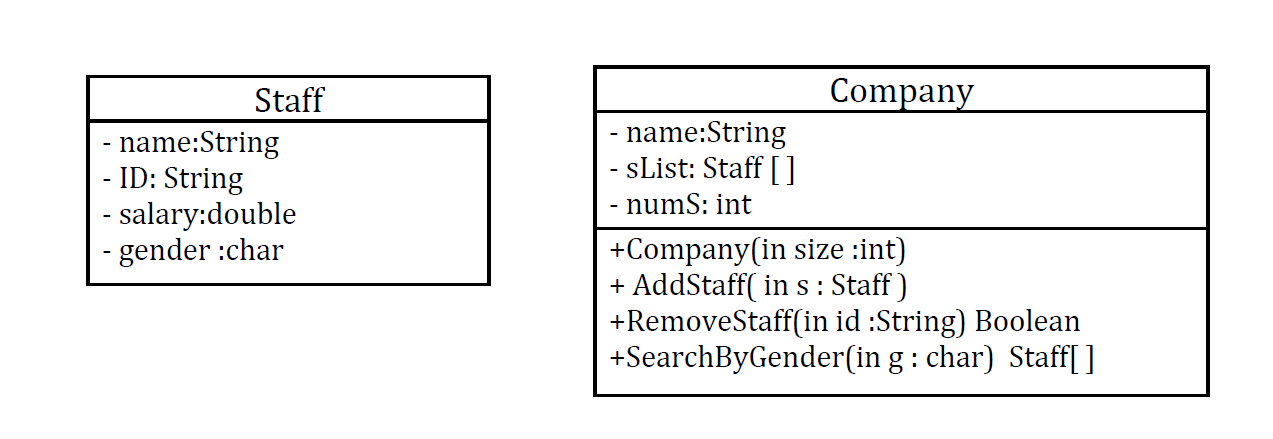 Staff
- name:String
- ID: String
- salary:double
- gender :char
Company
- name:String
- sList: Staff [ ]
- numS: int
+Company(in size :int)
+ AddStaff( in s : Staff )
+RemoveStaff(in id :String) Boolean
+SearchByGender(in g : char)  Staff[ ]